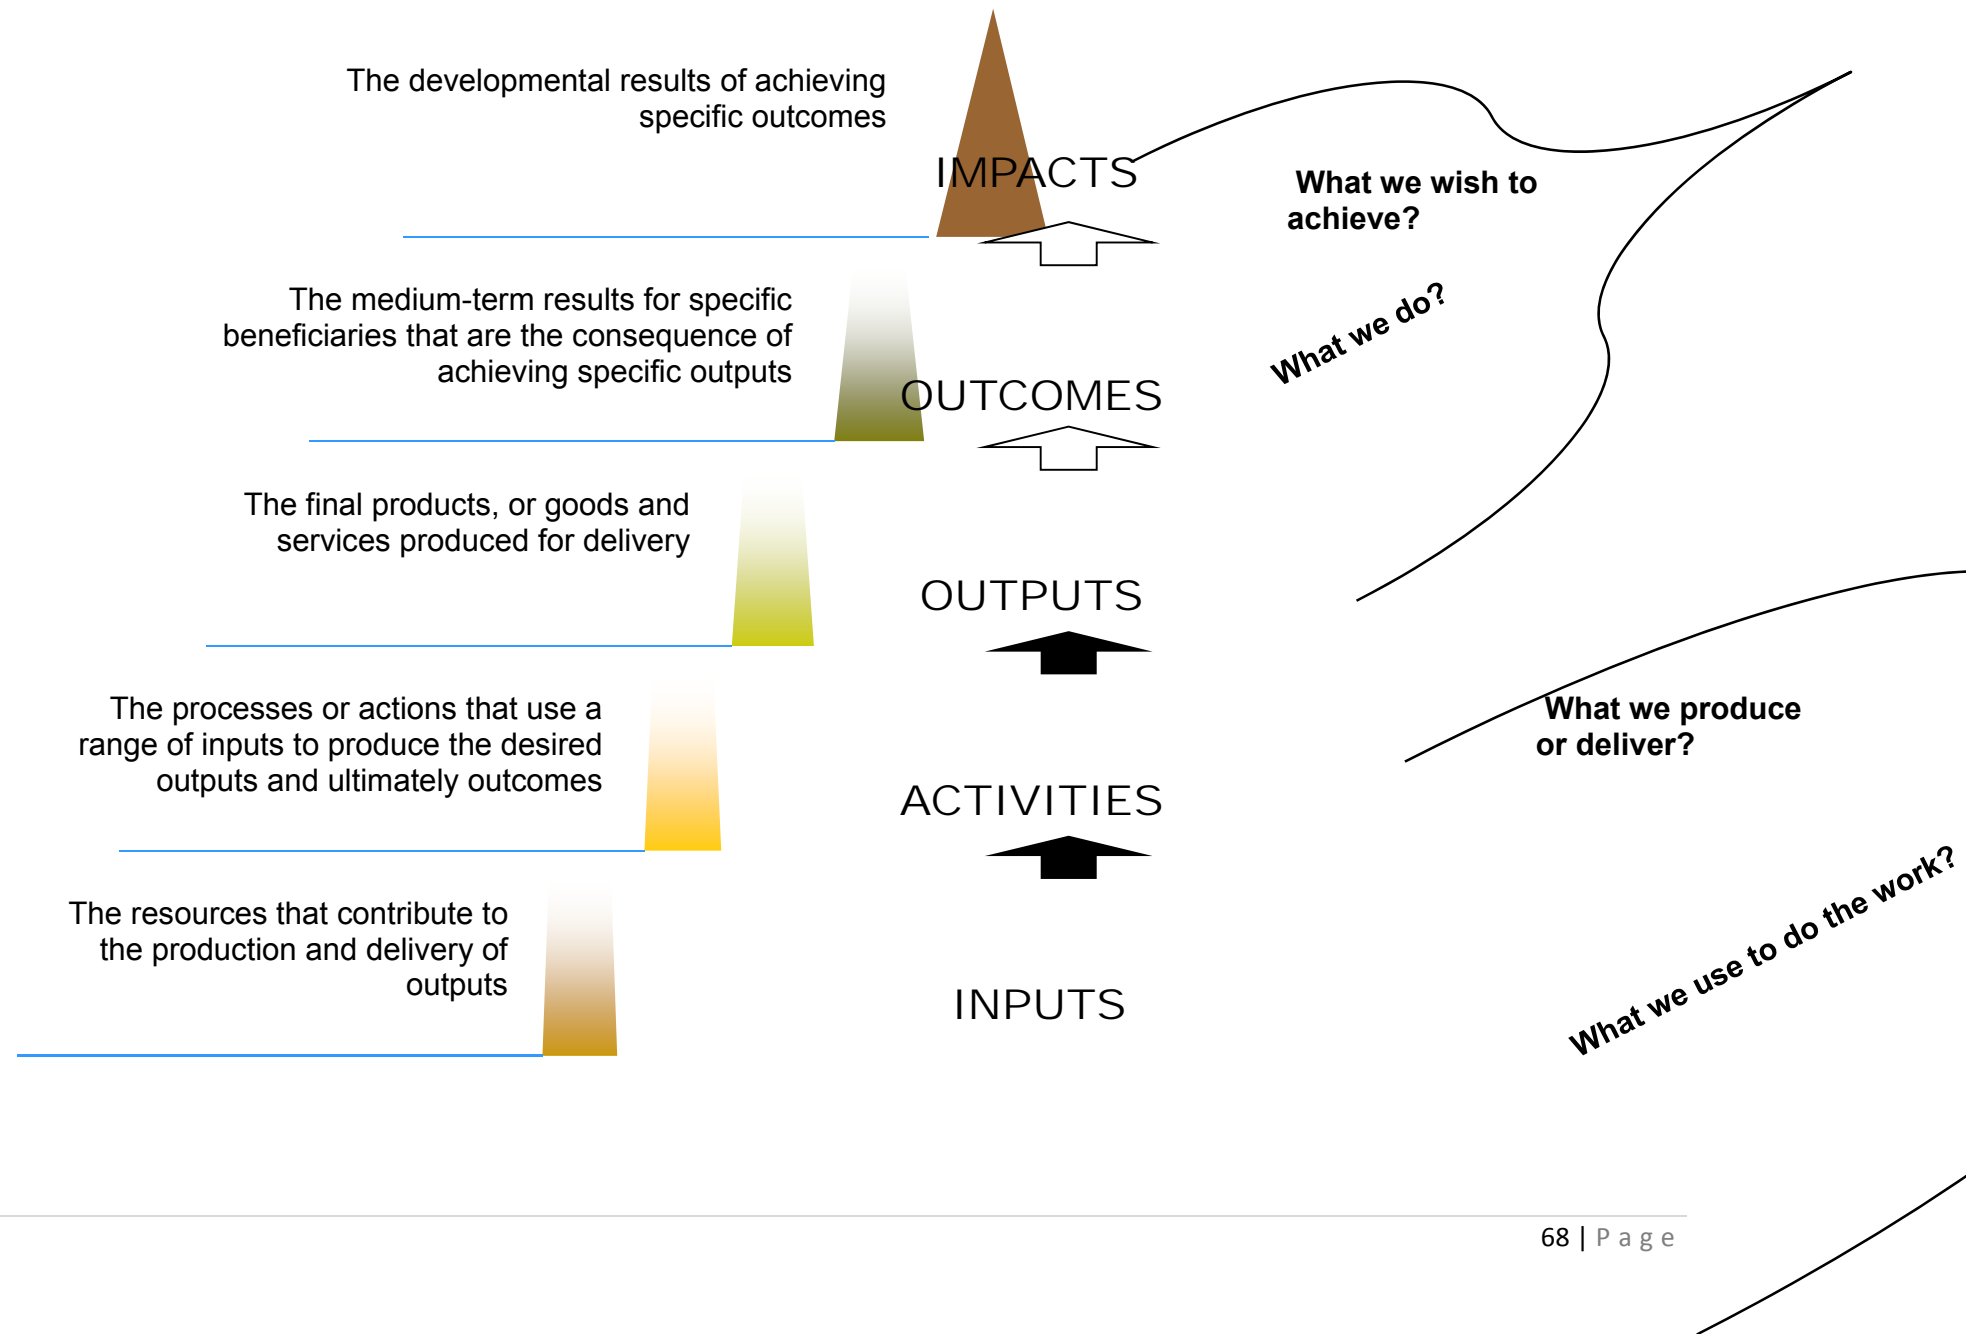 The developmental results of achieving
specific outcomes
IMPACTS
What we wish to
achieve?
The medium-term results for specific
beneficiaries that are the consequence of
achieving specific outputs
What we do?
OUTCOMES
The final products, or goods and
services produced for delivery
OUTPUTS
The processes or actions that use a
range of inputs to produce the desired
outputs and ultimately outcomes
What we produce
or deliver?
ACTIVITIES
The resources that contribute to
the production and delivery of
outputs
What we use to do the work?
INPUTS
68 | P a g e